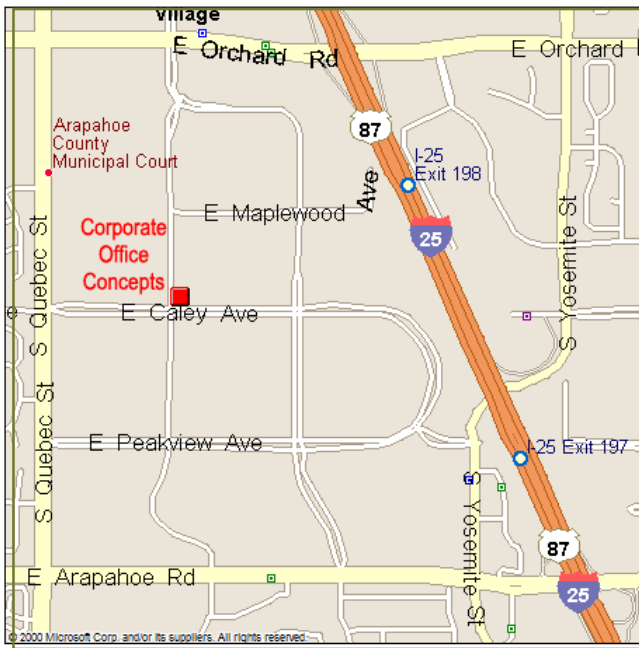 Village
E Orchard Rd
E Orchard
87
Arapahoe
County
Municipal Court
I-25
Exit 198
Ave
E Maplewood
S Yosemite St
25
Corporate
Office
Concepts
S Quebec St
E Caley Ave
E Peakview Ave
I-25 Exit 197
S Quebec St
S Yosemite St
87
E Arapahoe Rd
25
© 2000 Microsoft Corp. and/or its suppliers. All rights reserved.